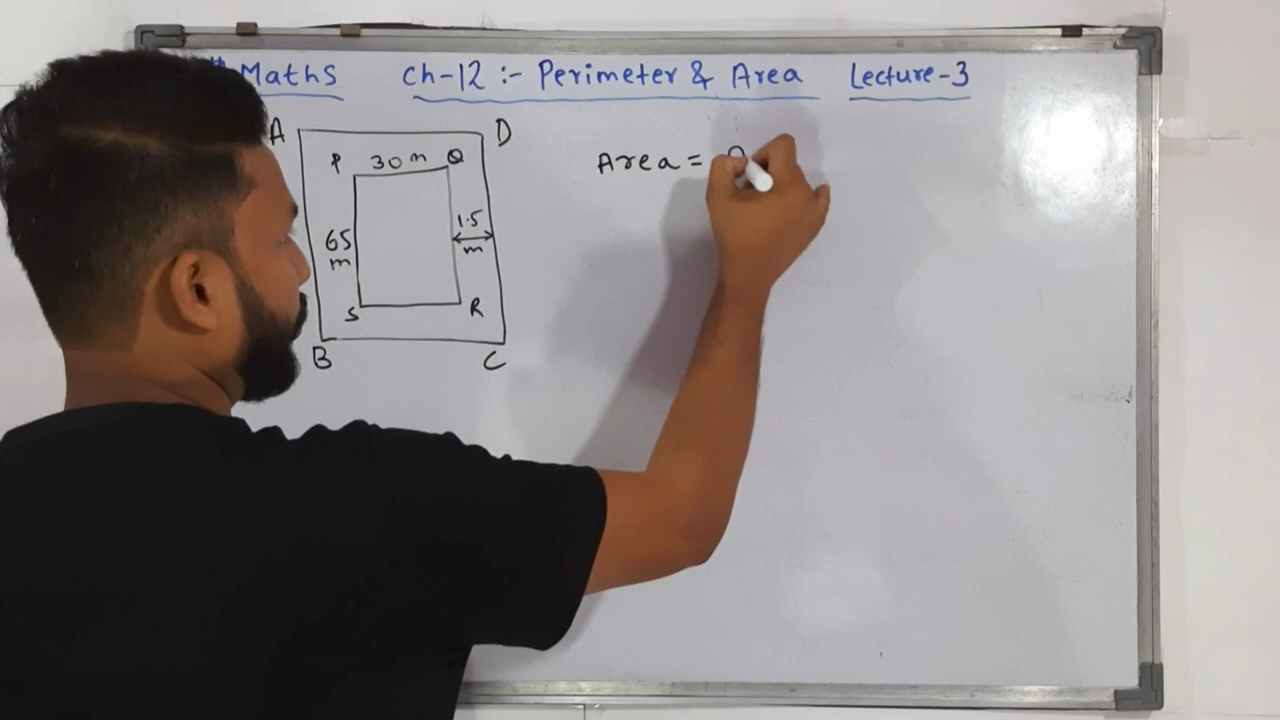 Maths Ch-12 :- Perimeter & Area Lecture-3
A D
P 30 m Q
Area =
1.5
m
65
m
S R
B C